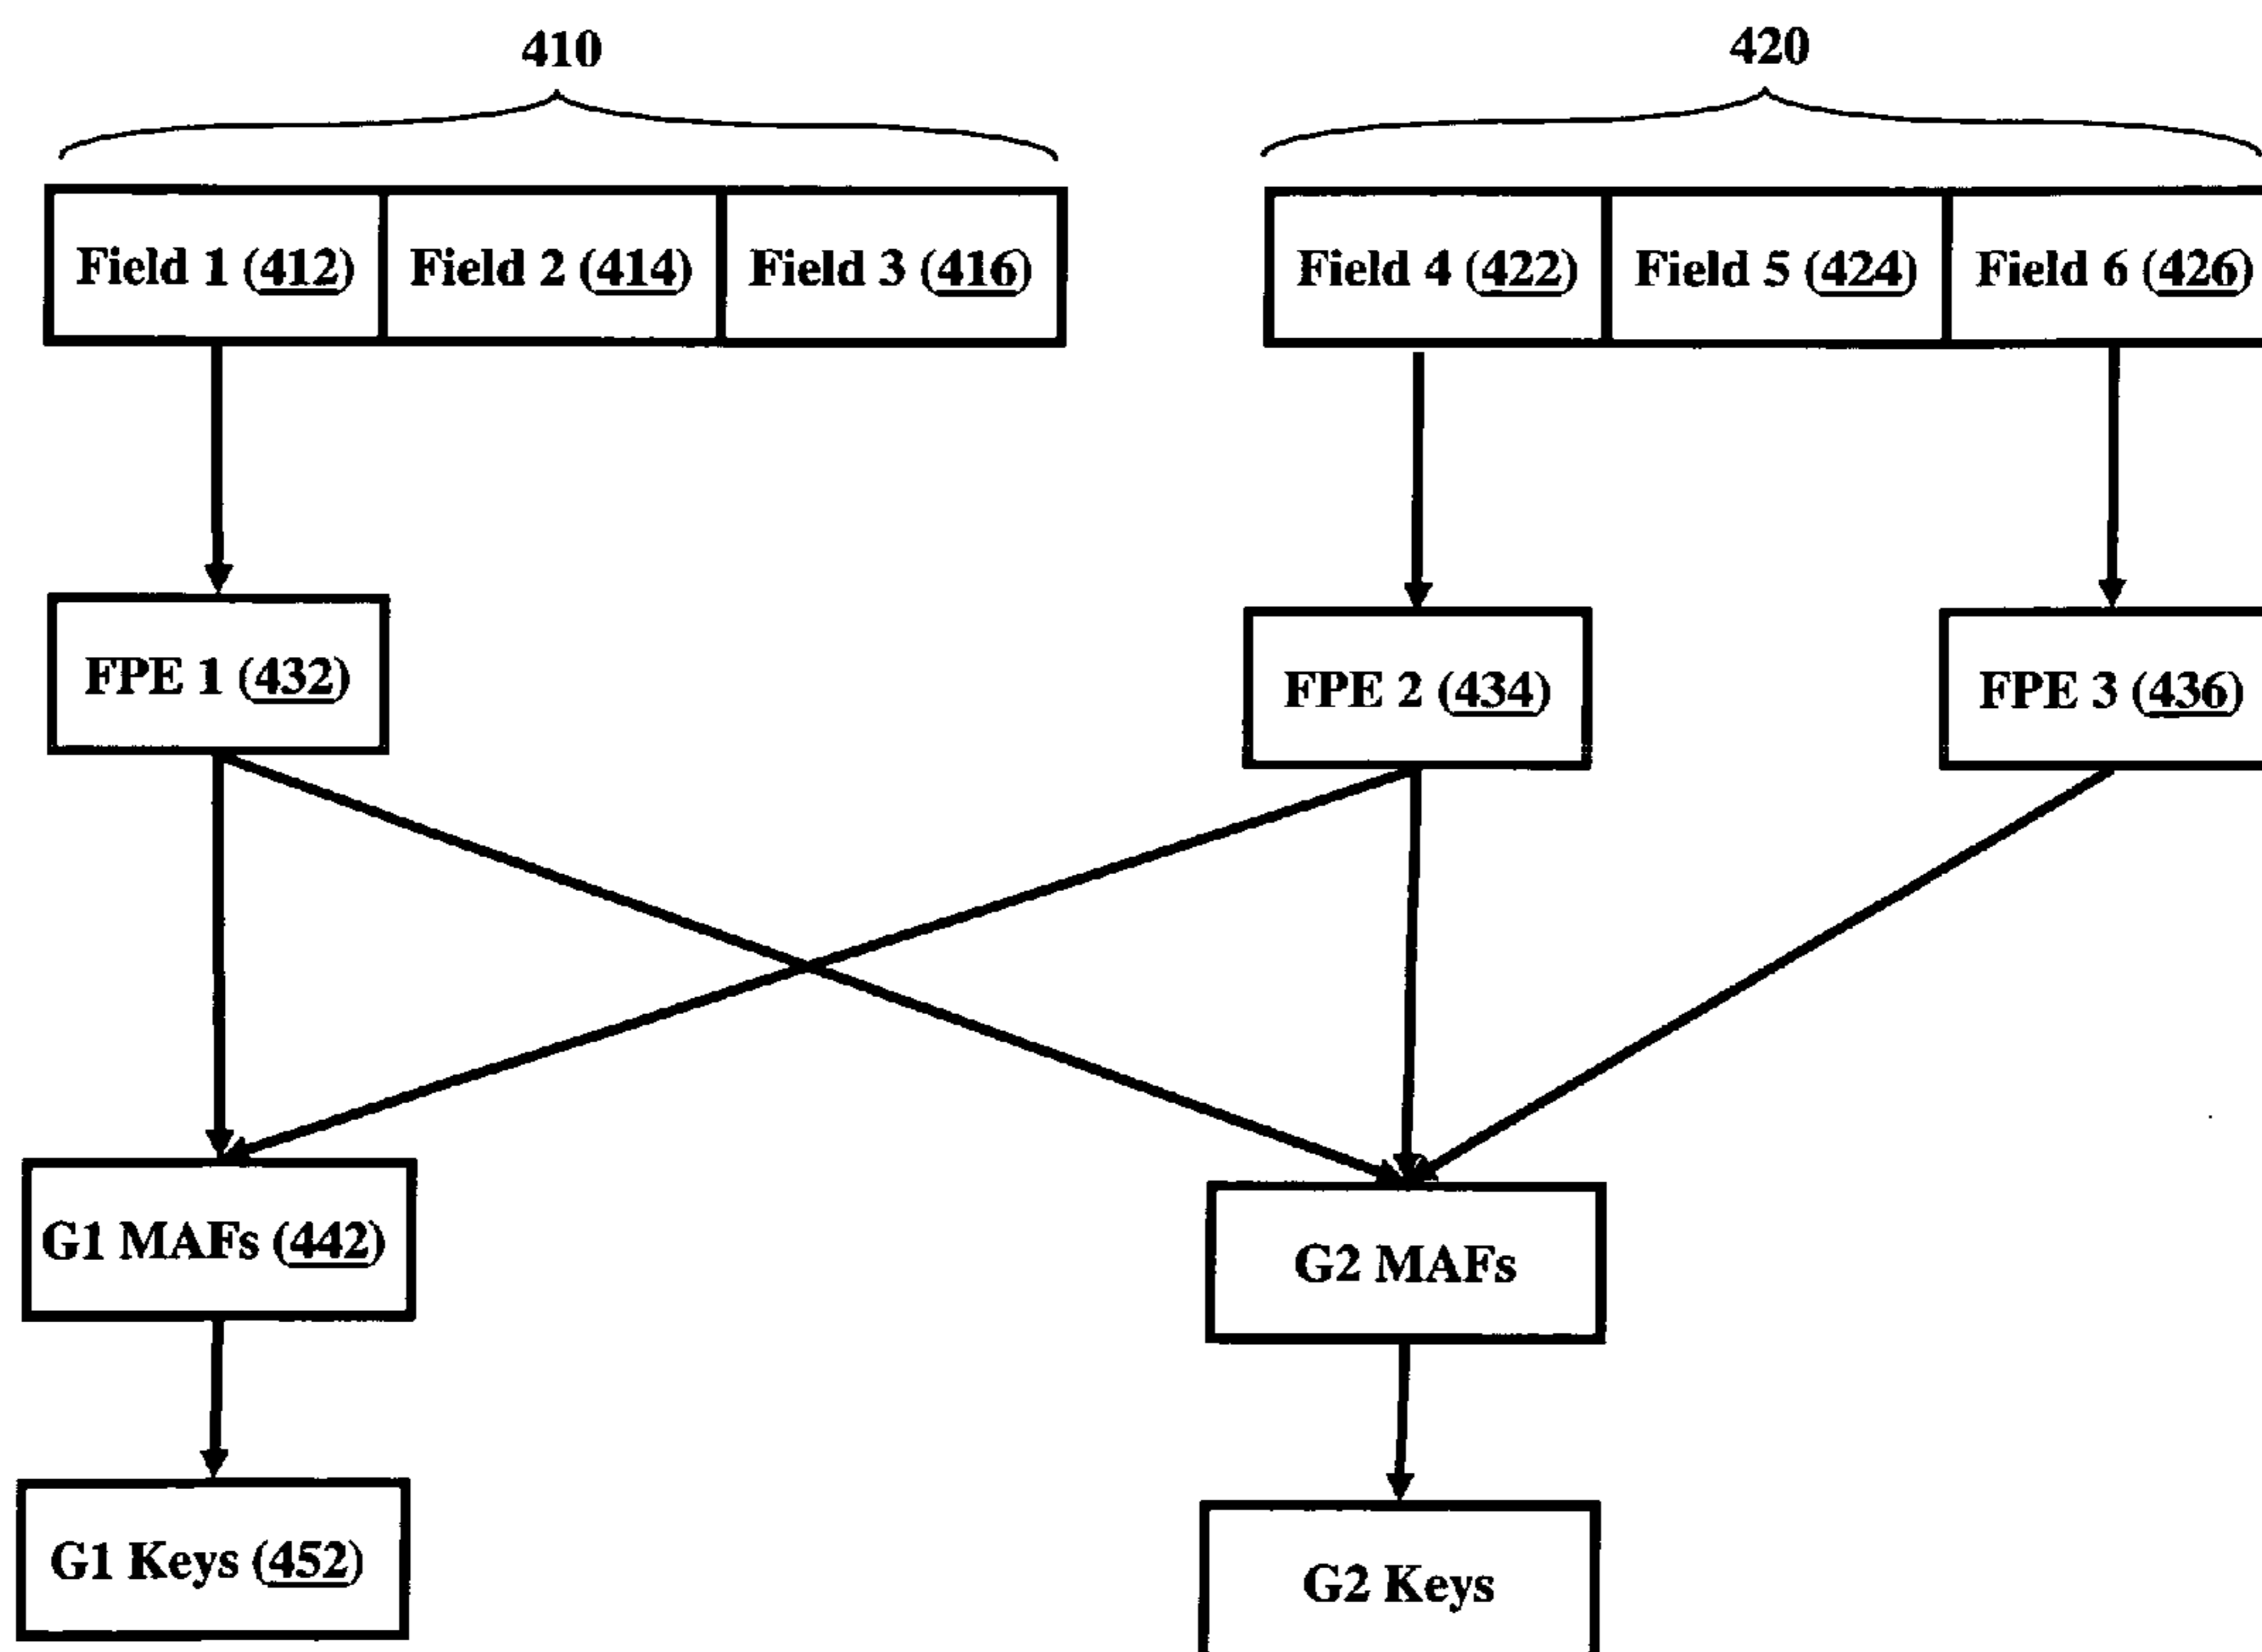 410
420
Field 1 (412)
Field 2 (414)
Field 3 (416)
Field 4 (422)
Field 5 (424)
Field 6 (426)
FPE 1 (432)
FPE 2 (434)
FPE 3 (436)
G1 MAFs (442)
G2 MAFs
G1 Keys (452)
G2 Keys